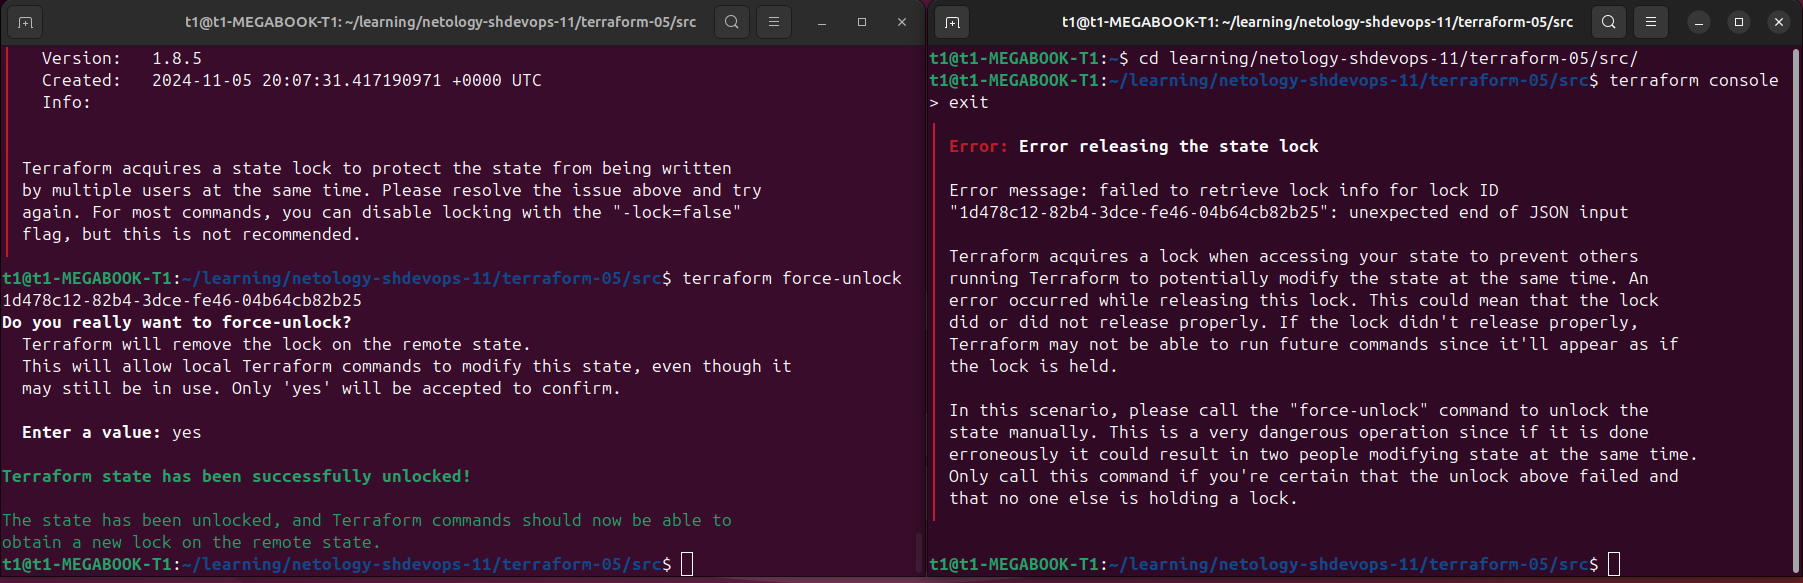 t1@t1-MEGABOOK-T1: ~/learning/netology-shdevops-11/terraform-05/src
Version:   1.8.5
Created:   2024-11-05 20:07:31.417190971 +0000 UTC
Info:
Terraform acquires a state lock to protect the state from being written
by multiple users at the same time. Please resolve the issue above and try
again. For most commands, you can disable locking with the "-lock=false"
flag, but this is not recommended.
t1@t1-MEGABOOK-T1:~/learning/netology-shdevops-11/terraform-05/src$ terraform force-unlock
1d478c12-82b4-3dce-fe46-04b64cb82b25
Do you really want to force-unlock?
Terraform will remove the lock on the remote state.
This will allow local Terraform commands to modify this state, even though it
may still be in use. Only 'yes' will be accepted to confirm.
Enter a value: yes
Terraform state has been successfully unlocked!
The state has been unlocked, and Terraform commands should now be able to
obtain a new lock on the remote state.
t1@t1-MEGABOOK-T1:~/learning/netology-shdevops-11/terraform-05/src$
t1@t1-MEGABOOK-T1: ~/learning/netology-shdevops-11/terraform-05/src
t1@t1-MEGABOOK-T1:~$ cd learning/netology-shdevops-11/terraform-05/src/
t1@t1-MEGABOOK-T1:~/learning/netology-shdevops-11/terraform-05/src$ terraform console
> exit
Error: Error releasing the state lock
Error message: failed to retrieve lock info for lock ID
"1d478c12-82b4-3dce-fe46-04b64cb82b25": unexpected end of JSON input
Terraform acquires a lock when accessing your state to prevent others
running Terraform to potentially modify the state at the same time. An
error occurred while releasing this lock. This could mean that the lock
did or did not release properly. If the lock didn't release properly,
Terraform may not be able to run future commands since it'll appear as if
the lock is held.
In this scenario, please call the "force-unlock" command to unlock the
state manually. This is a very dangerous operation since if it is done
erroneously it could result in two people modifying state at the same time.
Only call this command if you're certain that the unlock above failed and
that no one else is holding a lock.
t1@t1-MEGABOOK-T1:~/learning/netology-shdevops-11/terraform-05/src$